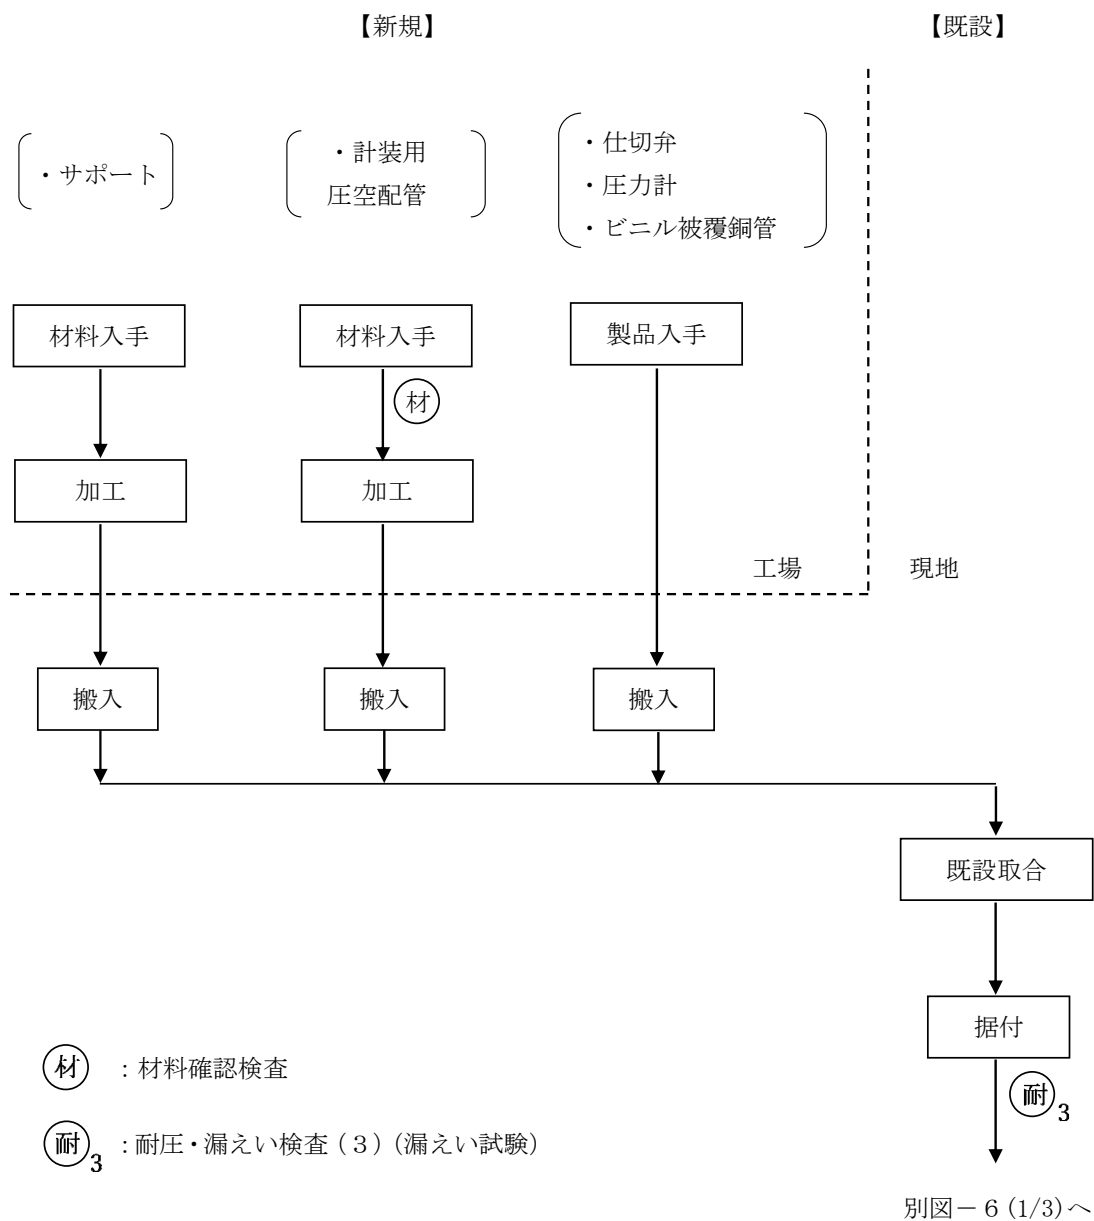 【新規】
【既設】
・サポート
・計装用
圧空配管
・仕切弁
・圧力計
・ビニル被覆銅管
材料入手
材料入手
製品入手
材
加工
加工
工場
現地
搬入
搬入
搬入
既設取合
据付
耐3
材 : 材料確認検査
耐3 : 耐圧・漏えい検査（３）（漏えい試験）
別図－６(1/3)へ